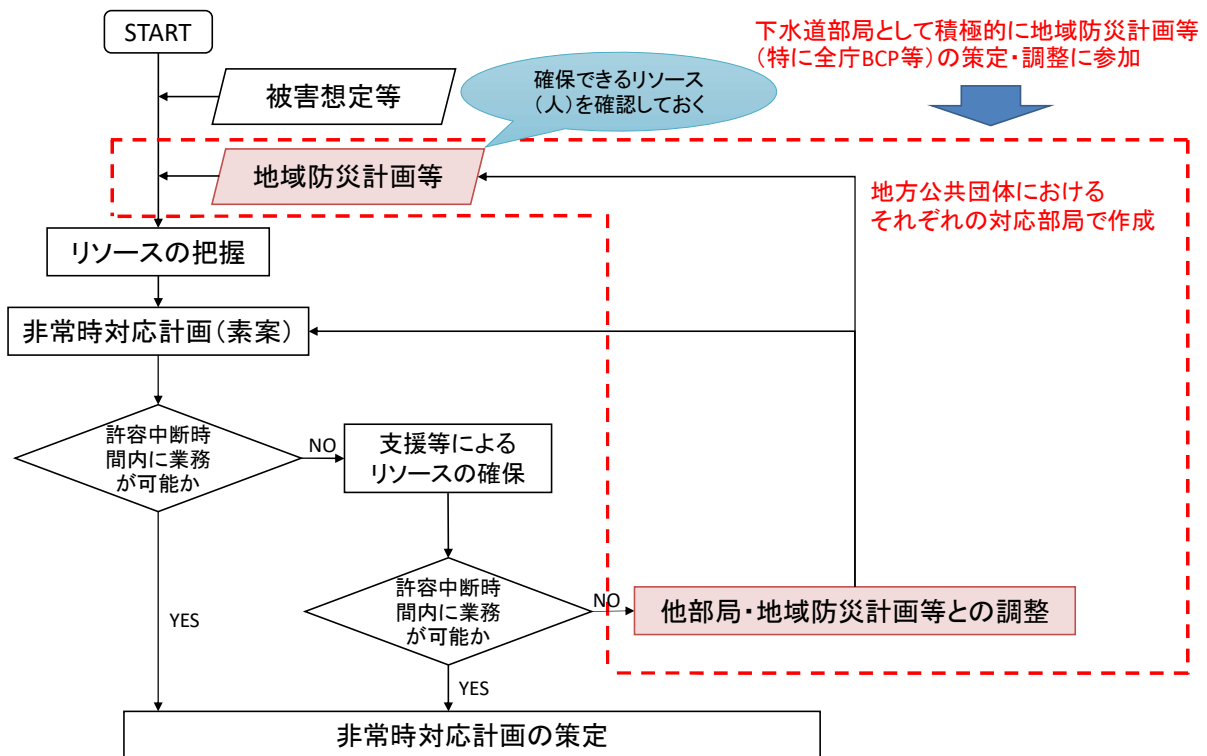 START
下水道部局として積極的に地域防災計画等
（特に全庁BCP等）の策定・調整に参加
確保できるリソース
（人）を確認しておく
被害想定等
地域防災計画等
地方公共団体における
それぞれの対応部局で作成
リソースの把握
非常時対応計画（素案）
許容中断時
間内に業務
が可能か
NO
支援等による
リソースの確保
YES
許容中断時
間内に業務
が可能か
NO
他部局・地域防災計画等との調整
YES
非常時対応計画の策定